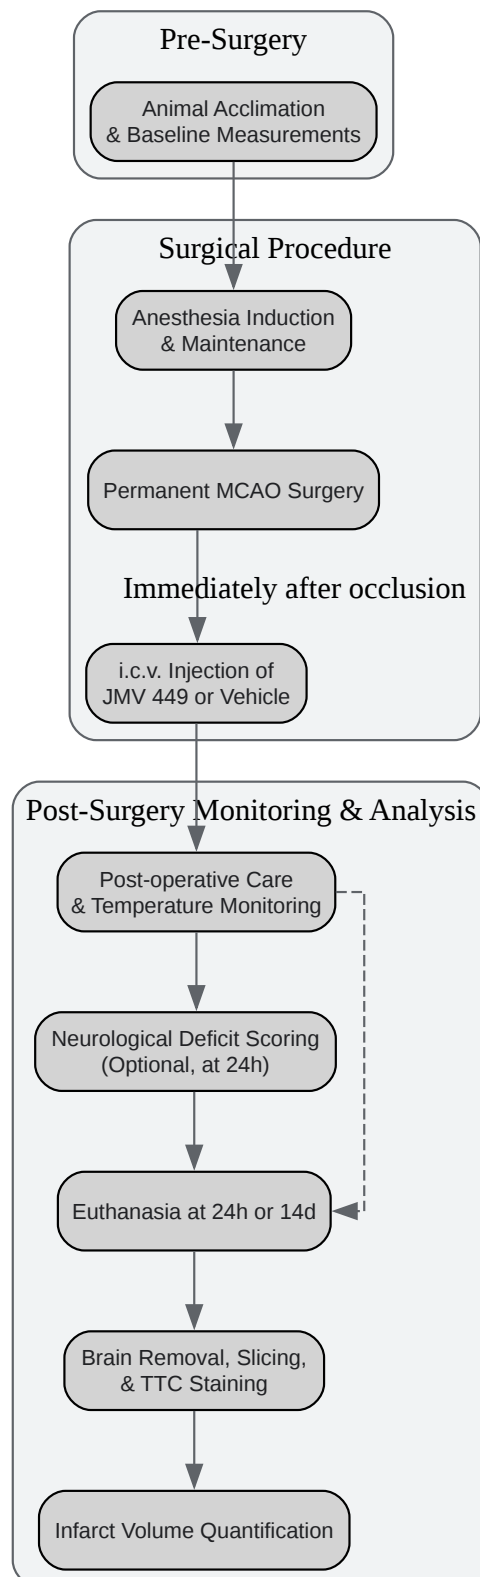 Pre-Surgery
Animal Acclimation
& Baseline Measurements
Surgical Procedure
Anesthesia Induction
& Maintenance
Permanent MCAO Surgery
Immediately after occlusion
i.c.v. Injection of
JMV 449 or Vehicle
Post-Surgery Monitoring & Analysis
Post-operative Care
& Temperature Monitoring
Neurological Deficit Scoring
(Optional, at 24h)
Euthanasia at 24h or 14d
Brain Removal, Slicing,
& TTC Staining
Infarct Volume Quantification